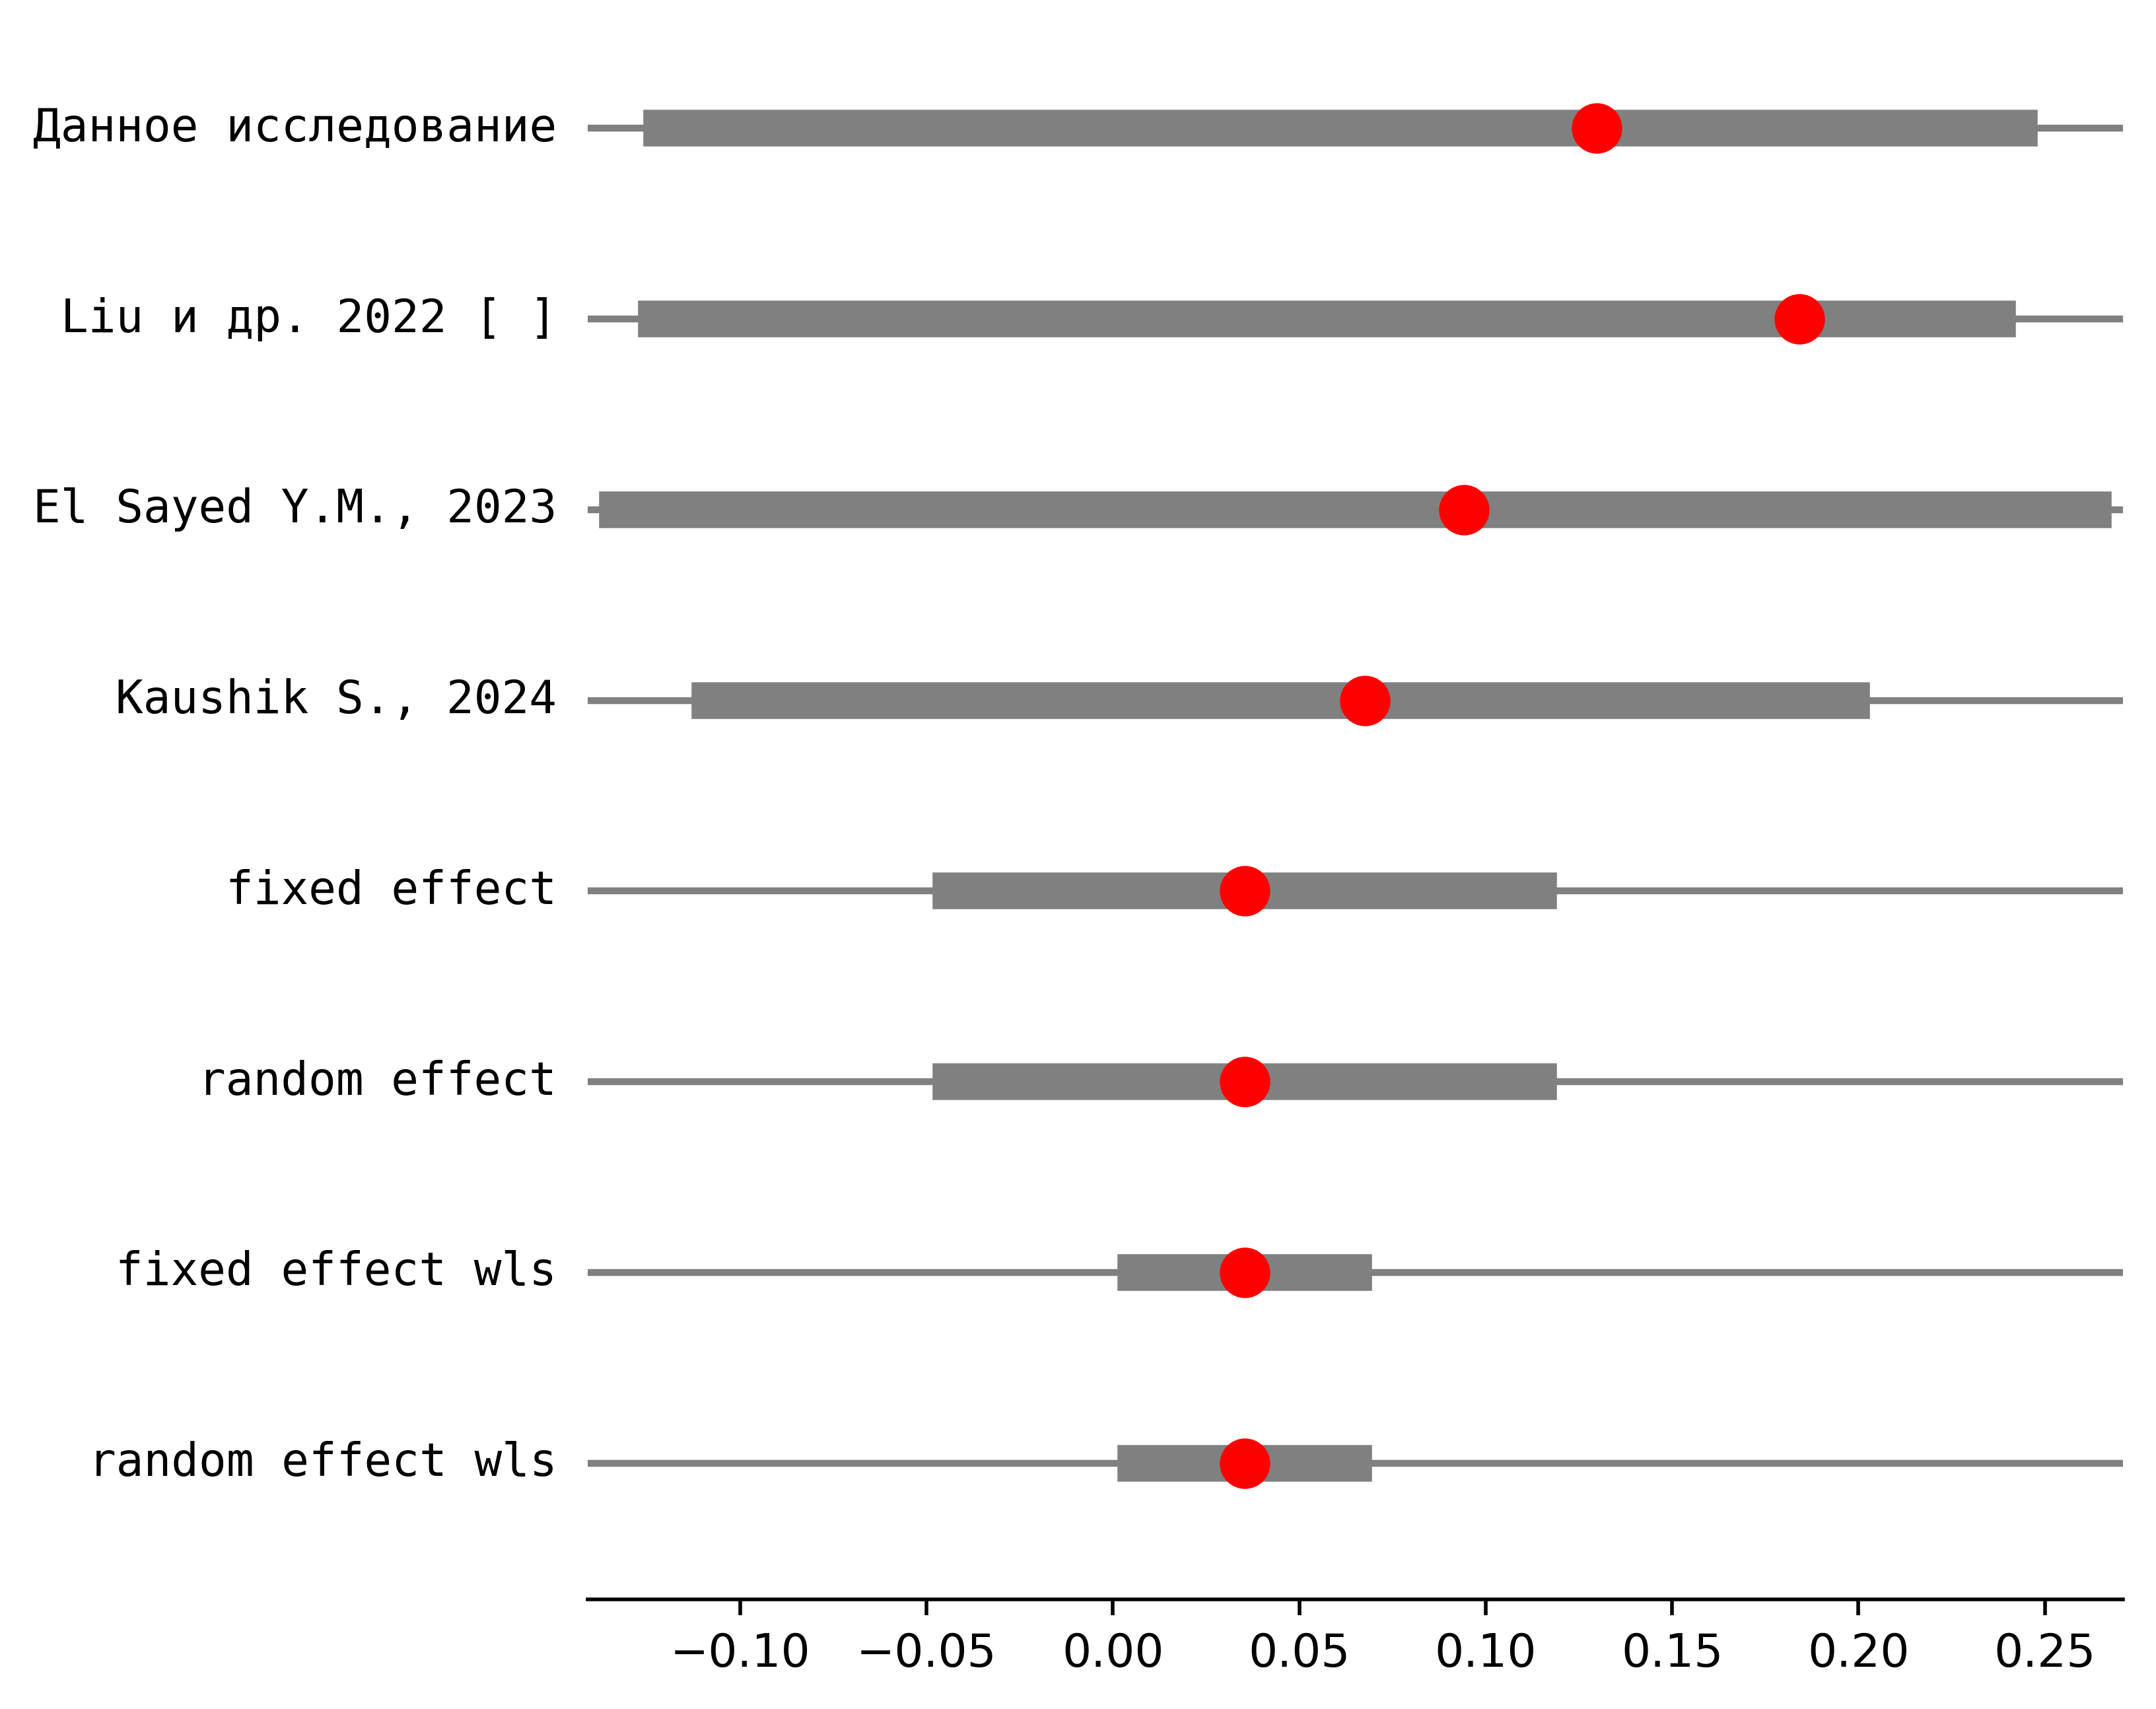 Данное исследование
Liu и др. 2022 [ ]
El Sayed Y.M., 2023
Kaushik S., 2024
fixed effect
random effect
fixed effect wls
random effect wls
−0.10 −0.05 0.00 0.05 0.10 0.15 0.20 0.25